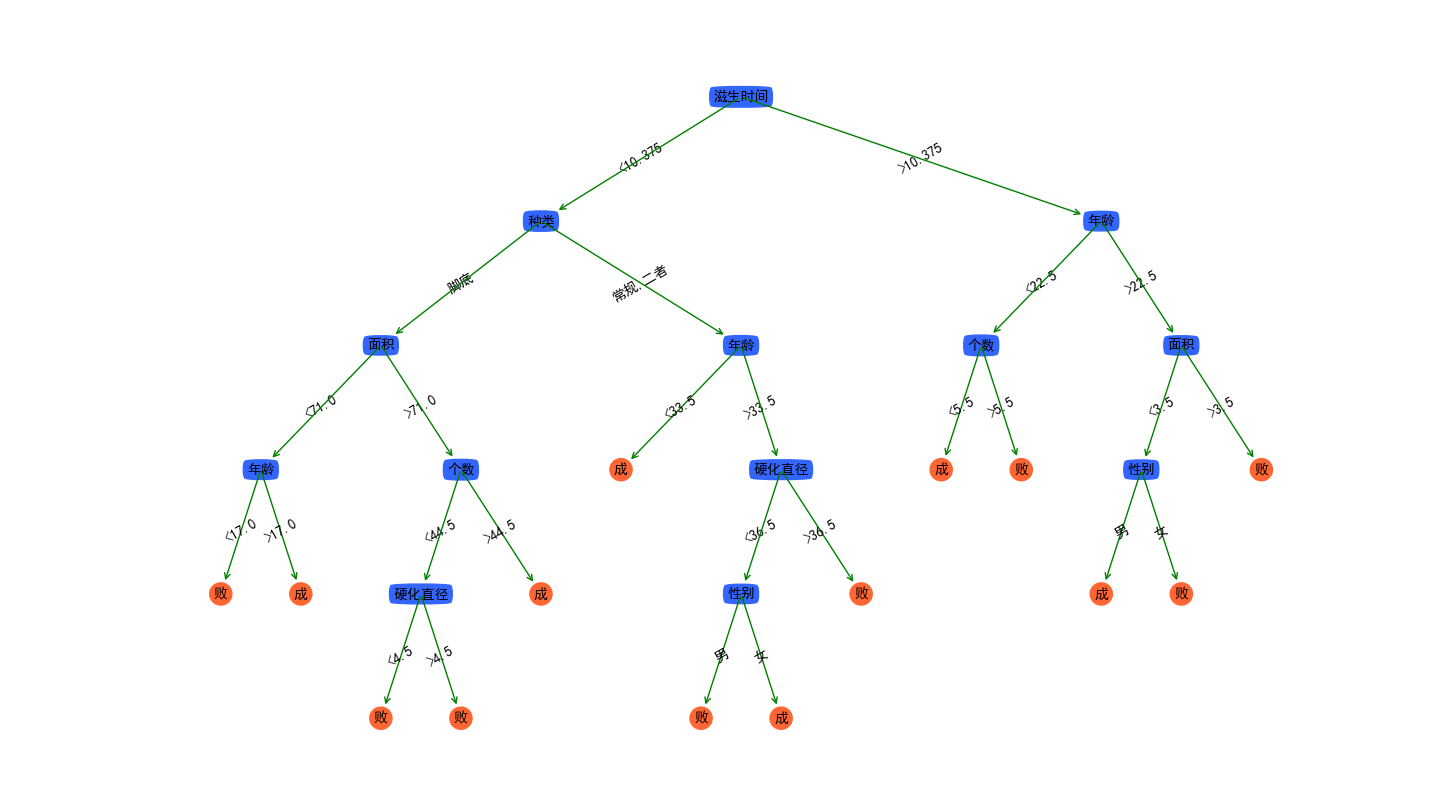 滋生时间
≤10.375
>10.375
种类
年龄
脚底
常规,二者
≤22.5
>22.5
面积
年龄
个数
面积
≤71.0
>71.0
≤33.5
>33.5
≤5.5
>5.5
≤3.5
>3.5
年龄
个数
成
硬化直径
成
败
性别
败
≤17.0
>17.0
≤44.5
>44.5
≤36.5
>36.5
男
女
败
成
硬化直径
成
性别
败
成
败
≤4.5
>4.5
男
女
败
败
败
成